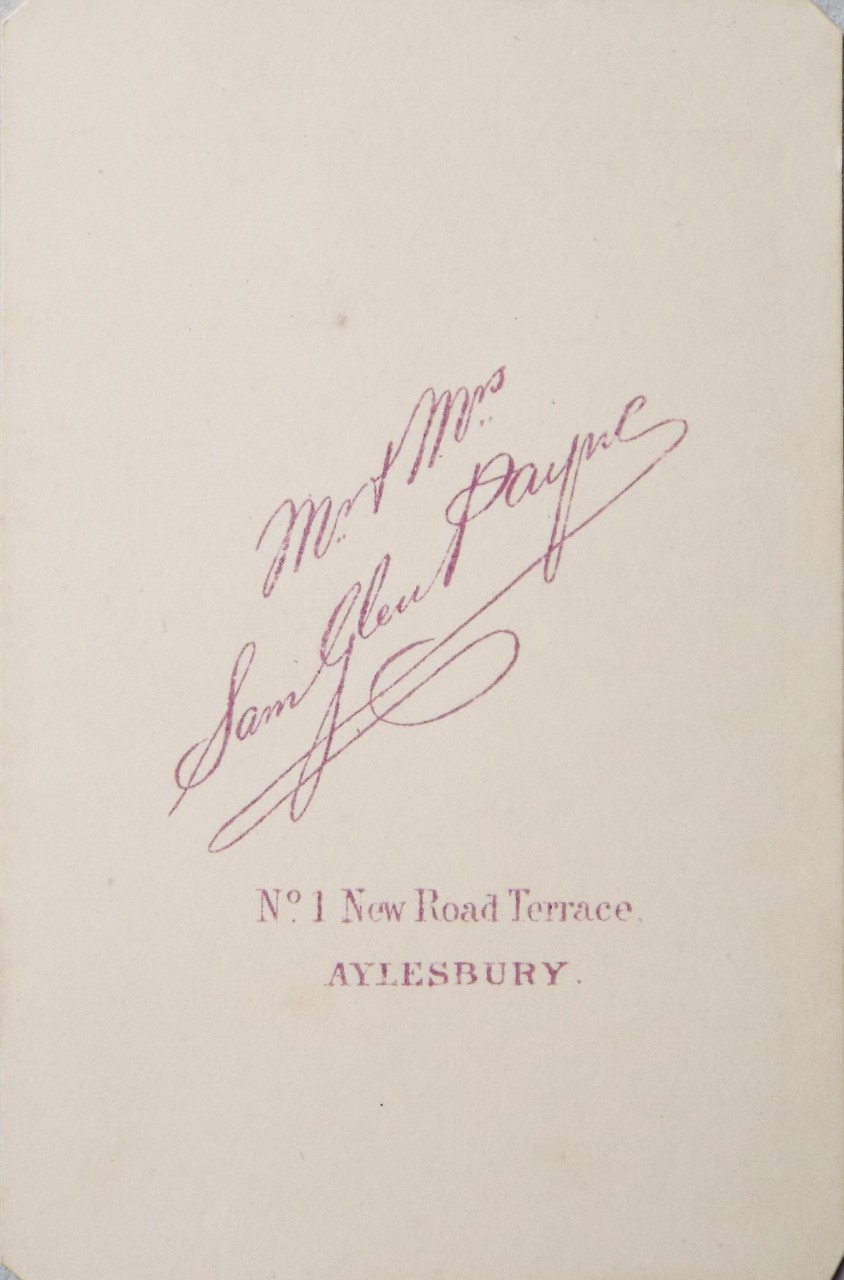 Mr & Mrs
Sam Glen Payne
No. 1 New Road Terrace.
AYLESBURY.